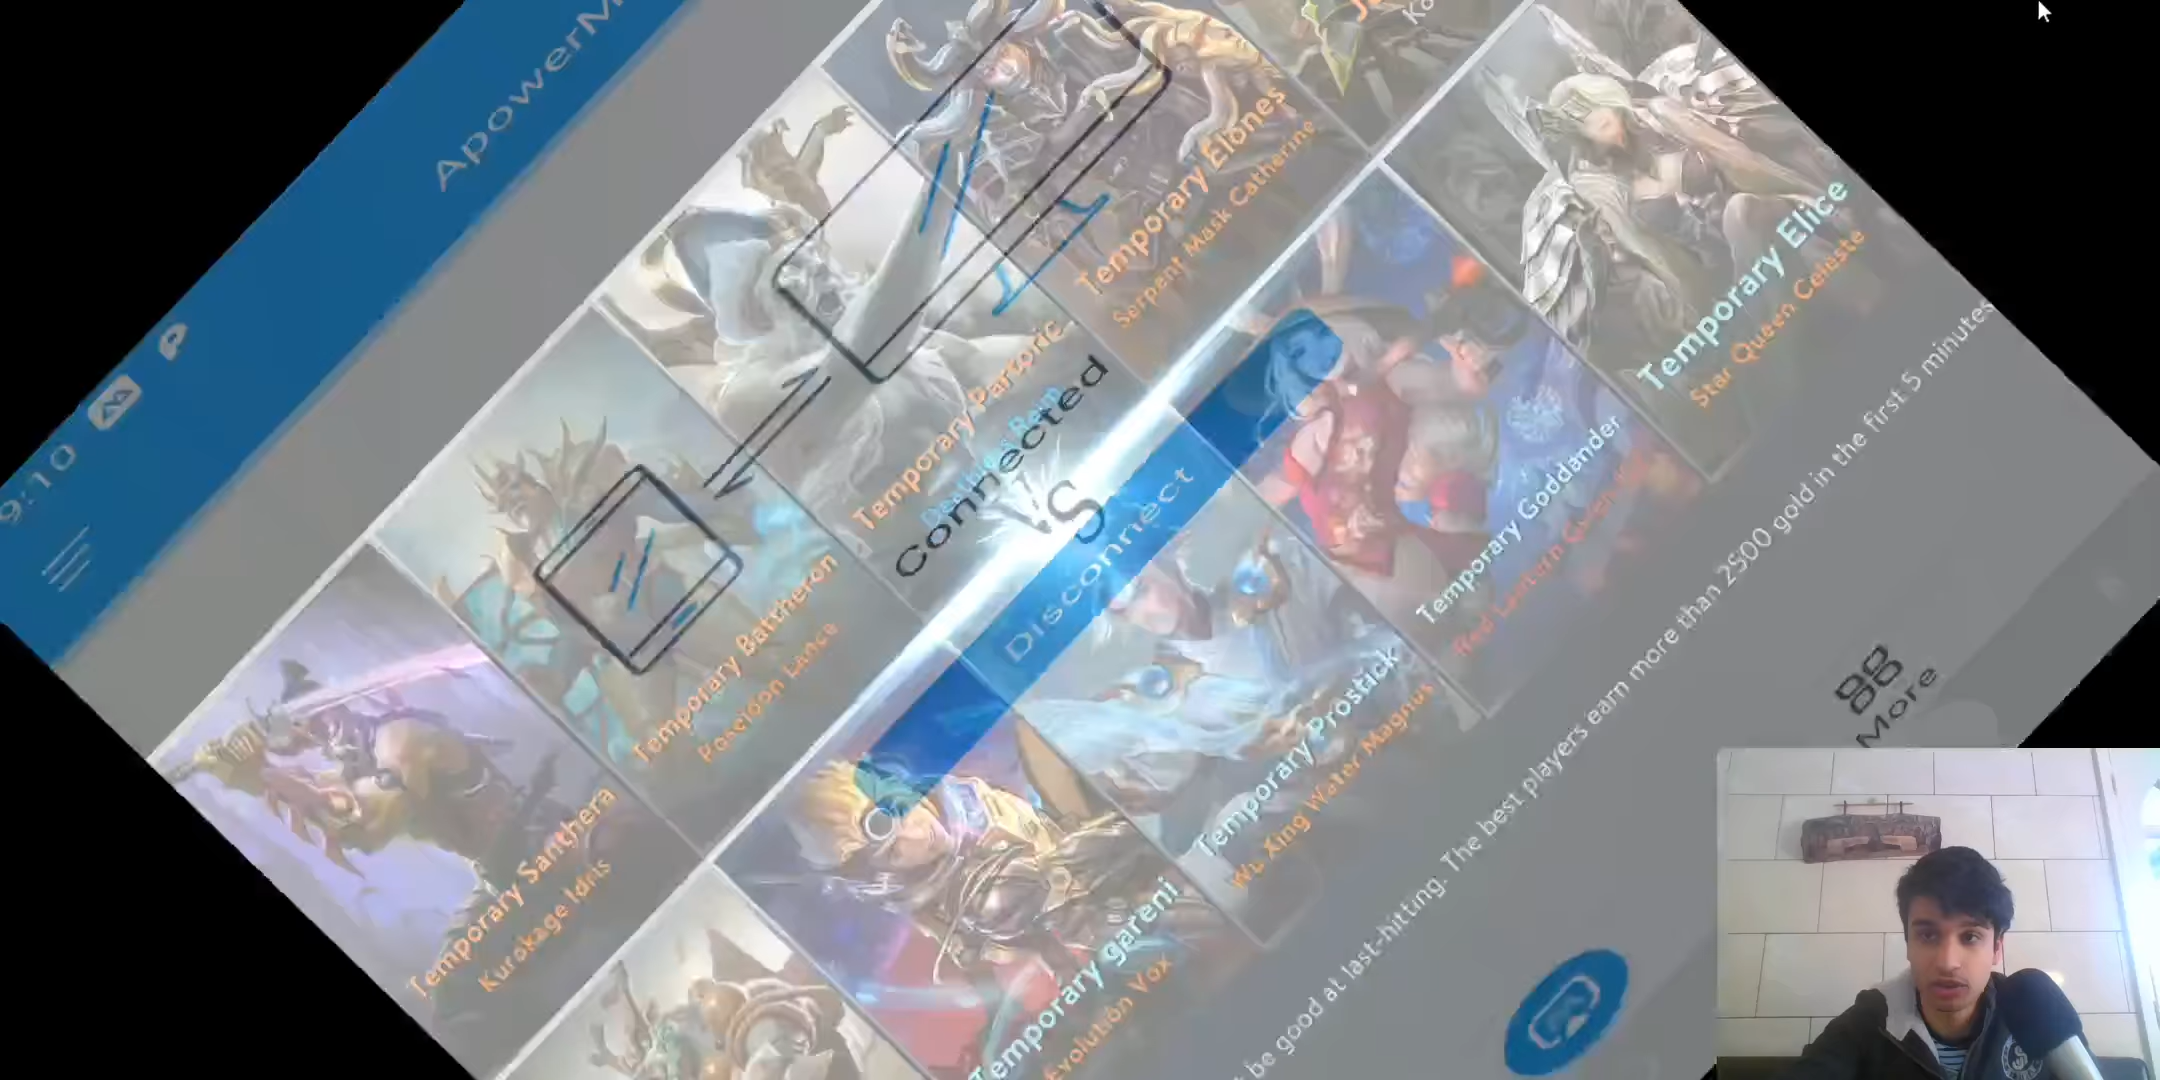 9:10
ApowerM
Temporary Elones
Serpent Mask Catherine
Temporary Elice
Star Queen Celeste
Temporary Partoric
Connected
VS
Disconnect
Temporary Goddander
Temporary Battheron
Poseidon Lance
Temporary Prostick
Wu Xing Water Magnus
Temporary Santhera
Kurokage Idris
Temporary gareni
Evolution Vox
be good at last-hitting. The best players earn more than 2500 gold in the first 5 minutes
More